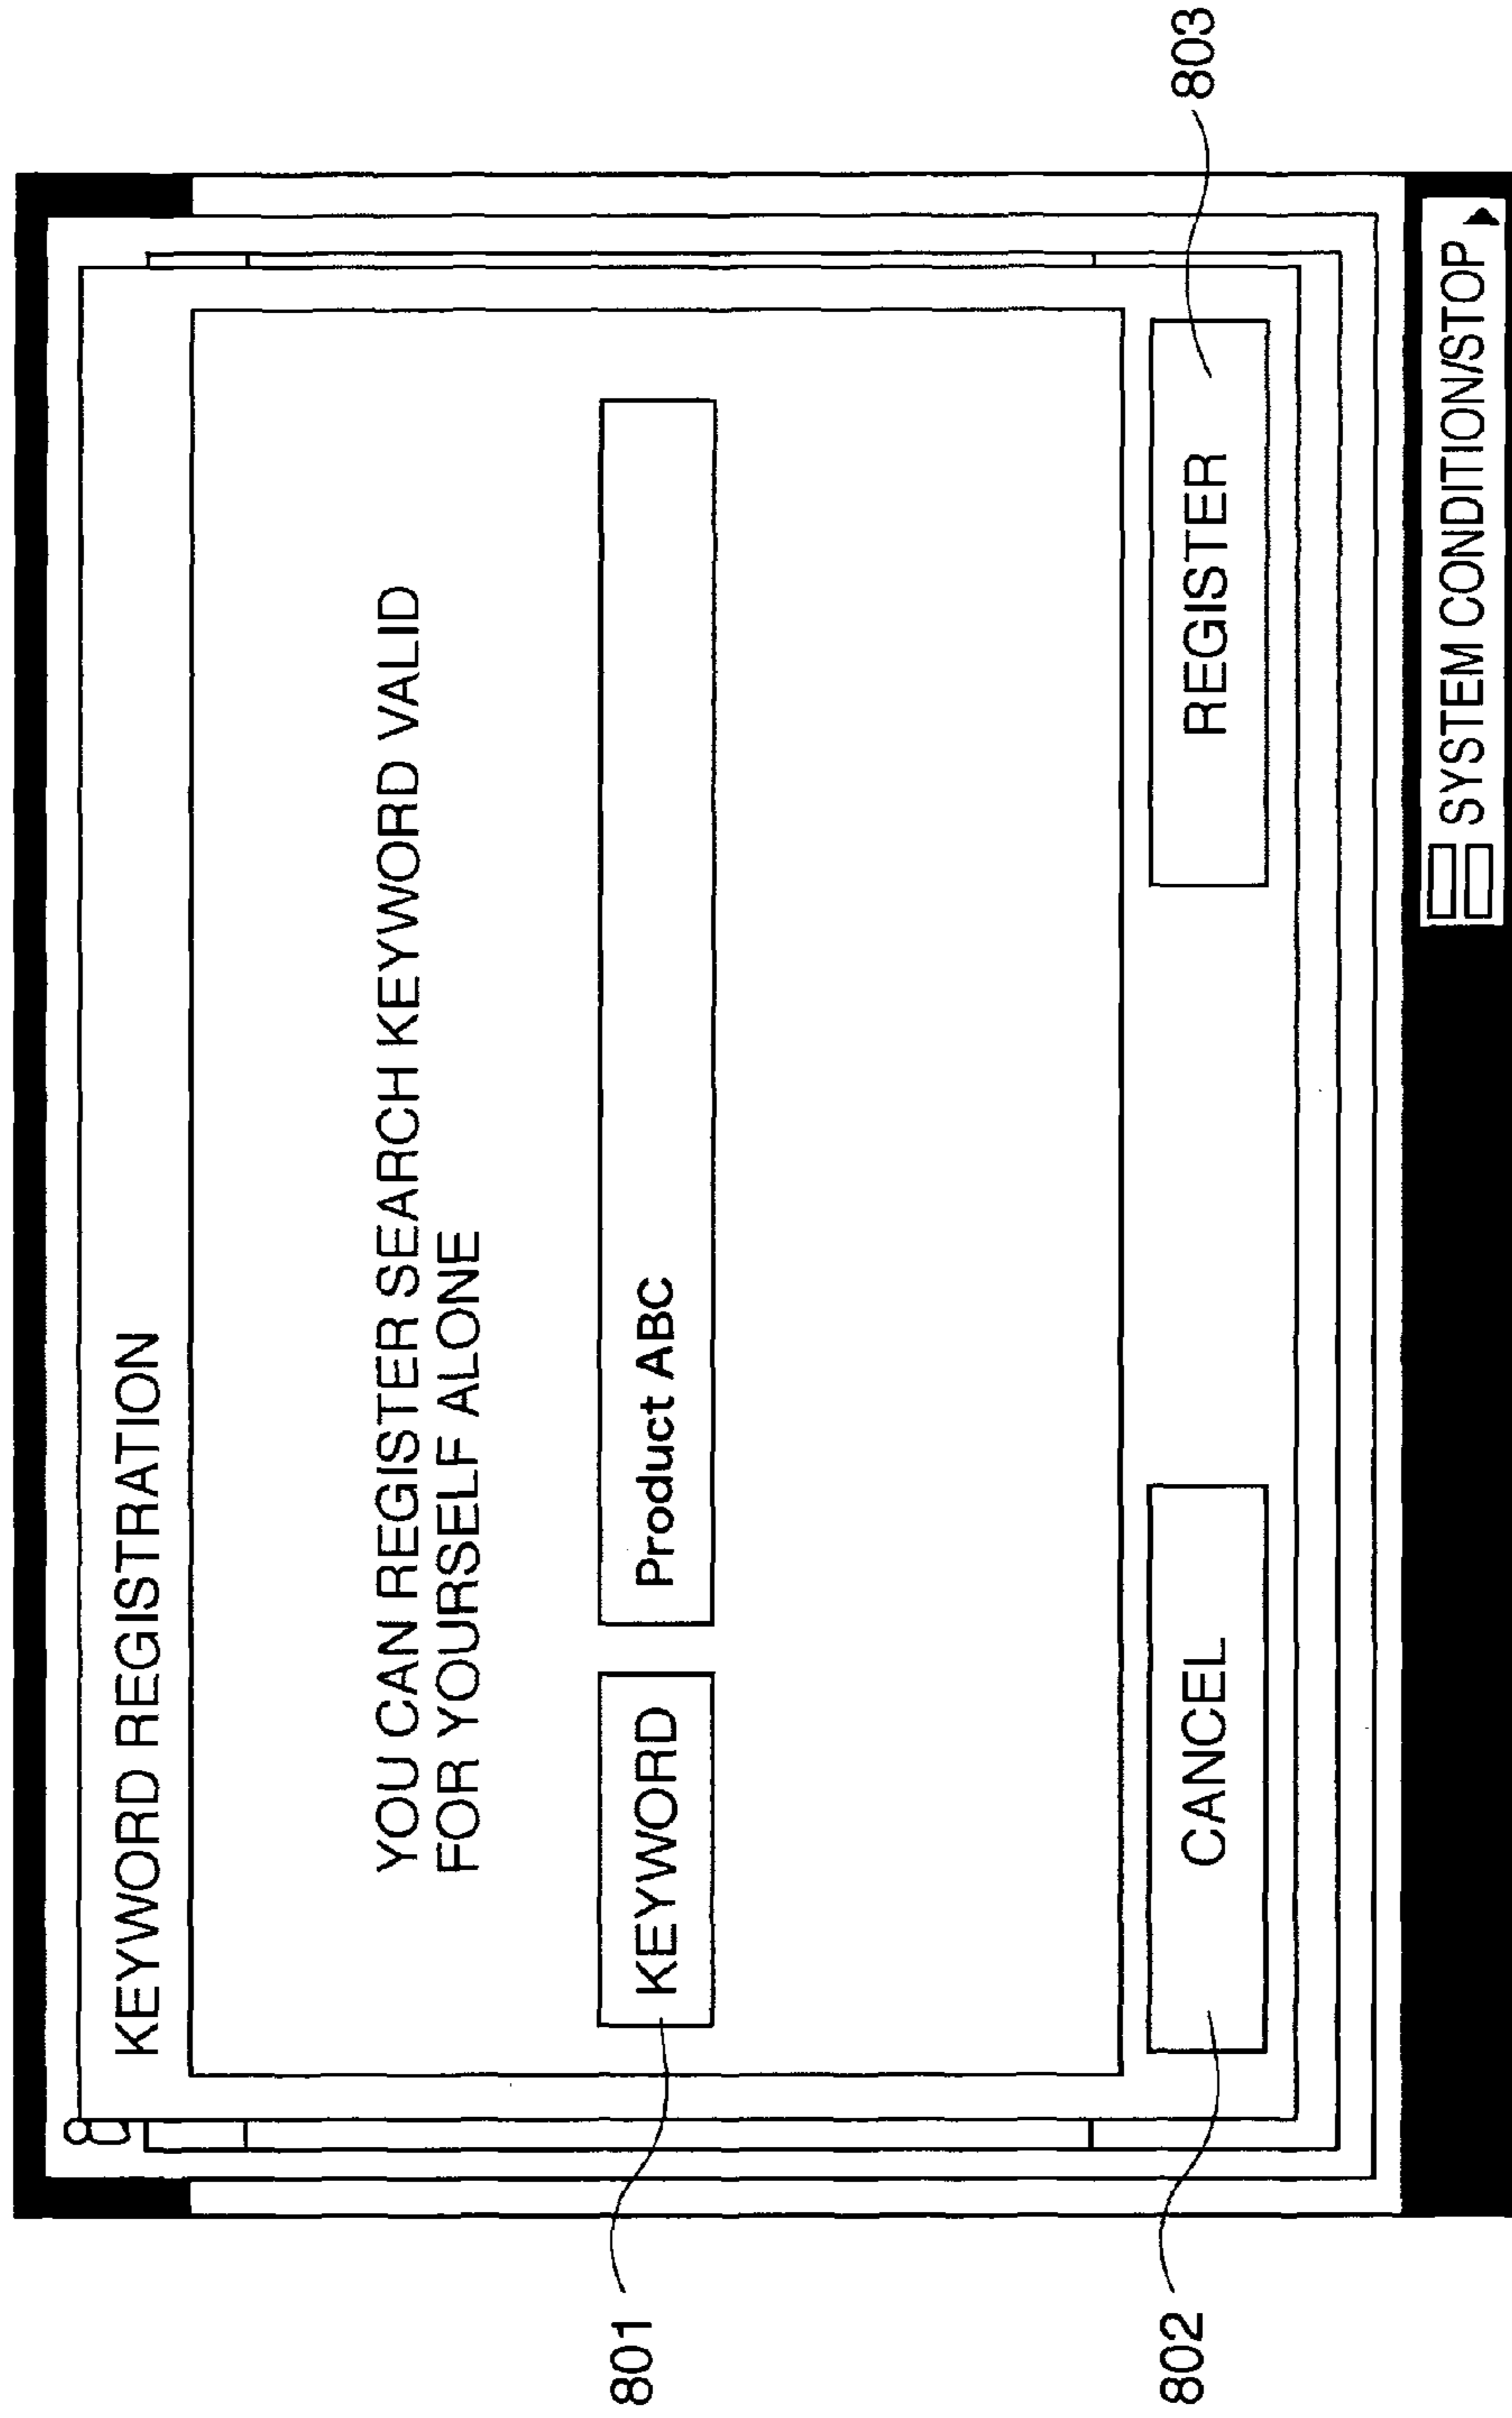 KEYWORD REGISTRATION
YOU CAN REGISTER SEARCH KEYWORD VALID
FOR YOURSELF ALONE
801
KEYWORD
Product ABC
802
CANCEL
REGISTER
803
SYSTEM CONDITION/STOP